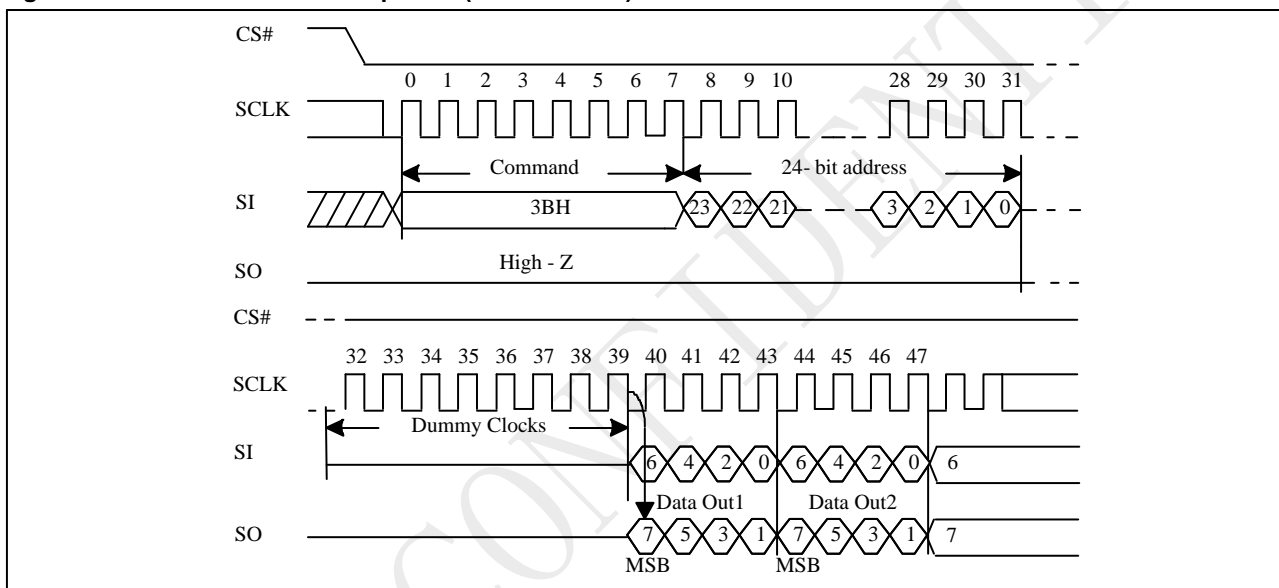 CS#
0 1 2 3 4 5 6 7 8 9 10 28 29 30 31
SCLK
Command 24- bit address
SI 3BH 23 22 21 3 2 1 0
High - Z
SO
CS#
32 33 34 35 36 37 38 39 40 41 42 43 44 45 46 47
SCLK
Dummy Clocks
SI 6 4 2 0 6 4 2 0 6
Data Out1 Data Out2
SO 7 5 3 1 7 5 3 1 7
MSB MSB